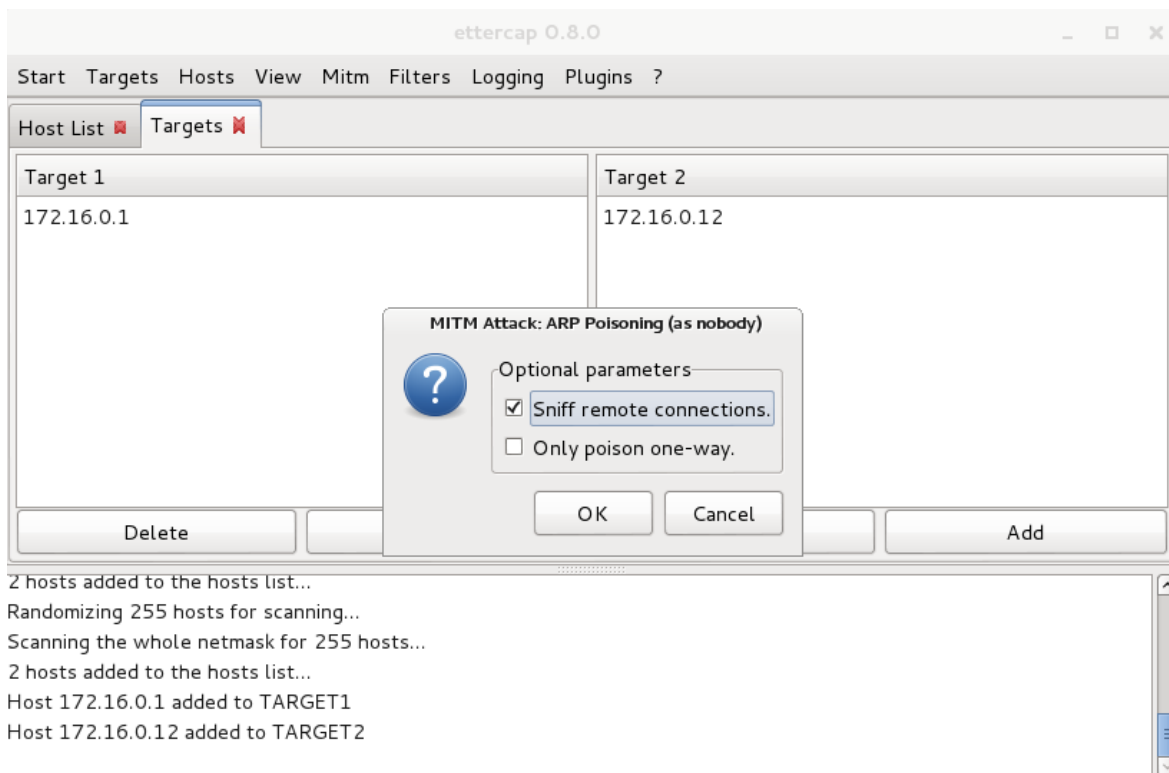 ettercap 0.8.0
Start Targets Hosts View Mitm Filters Logging Plugins ?
Host List Targets
Target 1 Target 2
172.16.0.1 172.16.0.12
MITM Attack: ARP Poisoning (as nobody)
?
Optional parameters
Sniff remote connections.
Only poison one-way.
OK Cancel
Delete Add
2 hosts added to the hosts list...
Randomizing 255 hosts for scanning...
Scanning the whole netmask for 255 hosts...
2 hosts added to the hosts list...
Host 172.16.0.1 added to TARGET1
Host 172.16.0.12 added to TARGET2